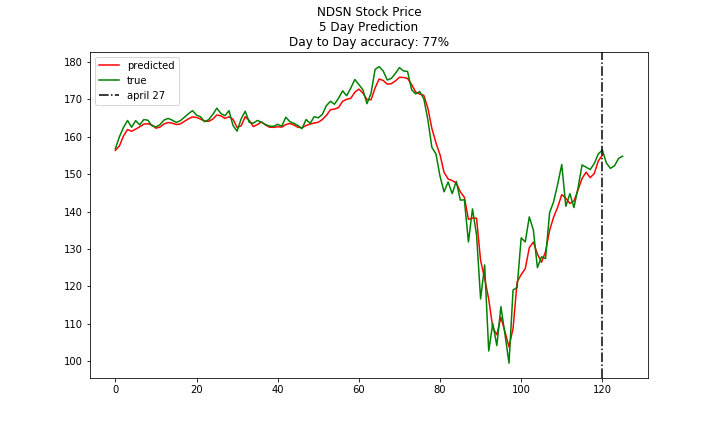 NDSN Stock Price
5 Day Prediction
Day to Day accuracy: 77%
predicted
true
april 27
180
170
160
150
140
130
120
110
100
0 20 40 60 80 100 120